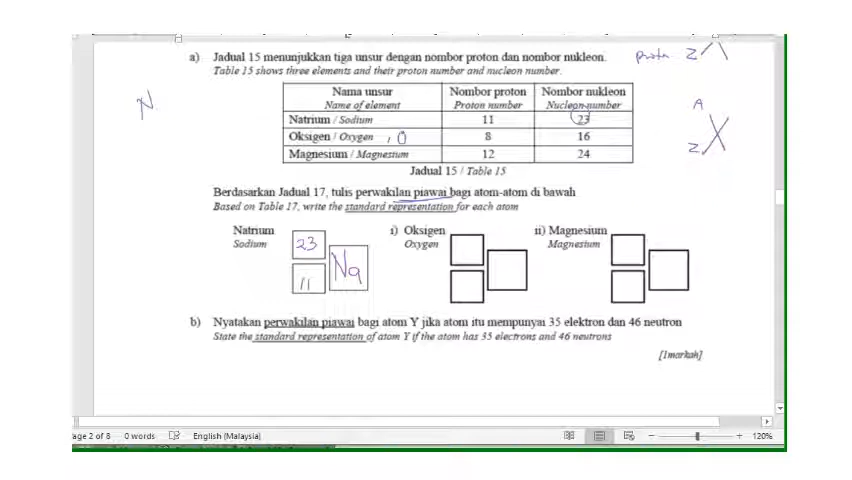 a) Jadual 15 menunjukkan tiga unsur dengan nombor proton dan nombor nukleon.
Table 15 shows three elements and their proton number and nucleon number.
proton Z
N
Nama unsur Nombor proton Nombor nukleon
Name of element Proton number Nucleon number
Natrium / Sodium 11 23
Oksigen / Oxygen , O 8 16
Magnesium / Magnesium 12 24
A
Z X
Jadual 15 / Table 15
Berdasarkan Jadual 17, tulis perwakilan piawai bagi atom-atom di bawah
Based on Table 17, write the standard representation for each atom
Natrium i) Oksigen ii) Magnesium
Sodium Oxygen Magnesium
23
11 Na
b) Nyatakan perwakilan piawai bagi atom Y jika atom itu mempunyai 35 elektron dan 46 neutron
State the standard representation of atom Y if the atom has 35 electrons and 46 neutrons
[1markah]
age 2 of 8 0 words English (Malaysia) 120%